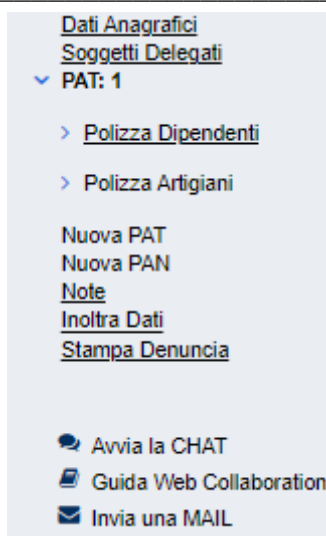 Dati Anagrafici
Soggetti Delegati
PAT: 1
Polizza Dipendenti
Polizza Artigiani
Nuova PAT
Nuova PAN
Note
Inoltra Dati
Stampa Denuncia
Avvia la CHAT
Guida Web Collaboration
Invia una MAIL